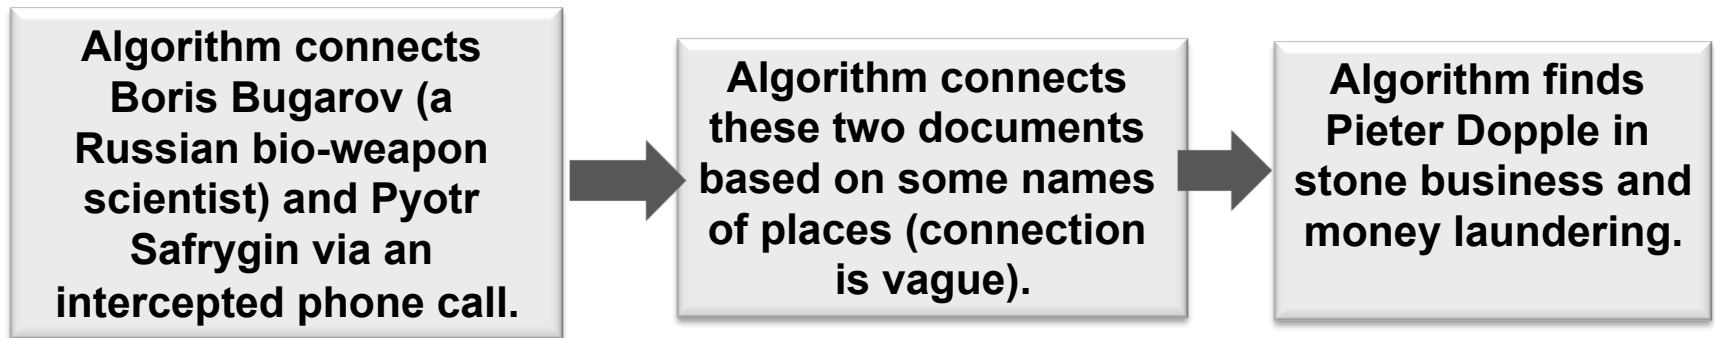 Algorithm connects
Boris Bugarov (a
Russian bio-weapon
scientist) and Pyotr
Safrygin via an
intercepted phone call.
Algorithm connects
these two documents
based on some names
of places (connection
is vague).
Algorithm finds
Pieter Dopple in
stone business and
money laundering.